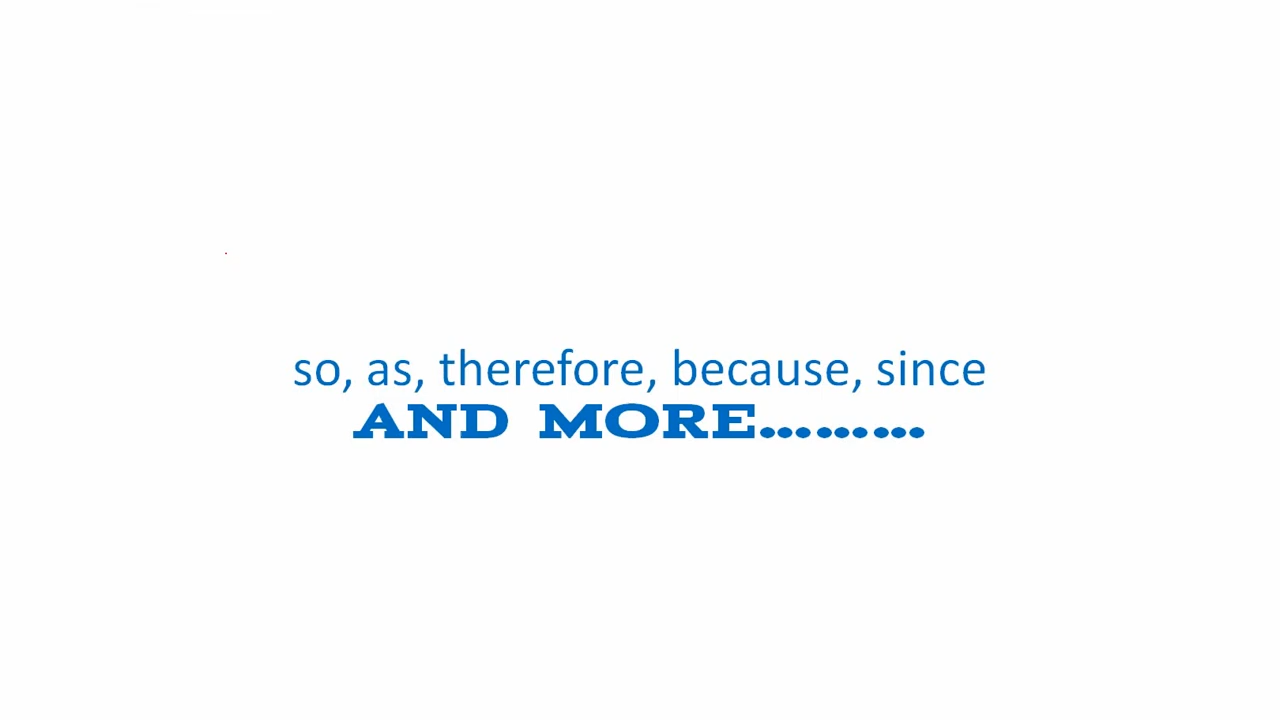 so, as, therefore, because, since
AND MORE.........